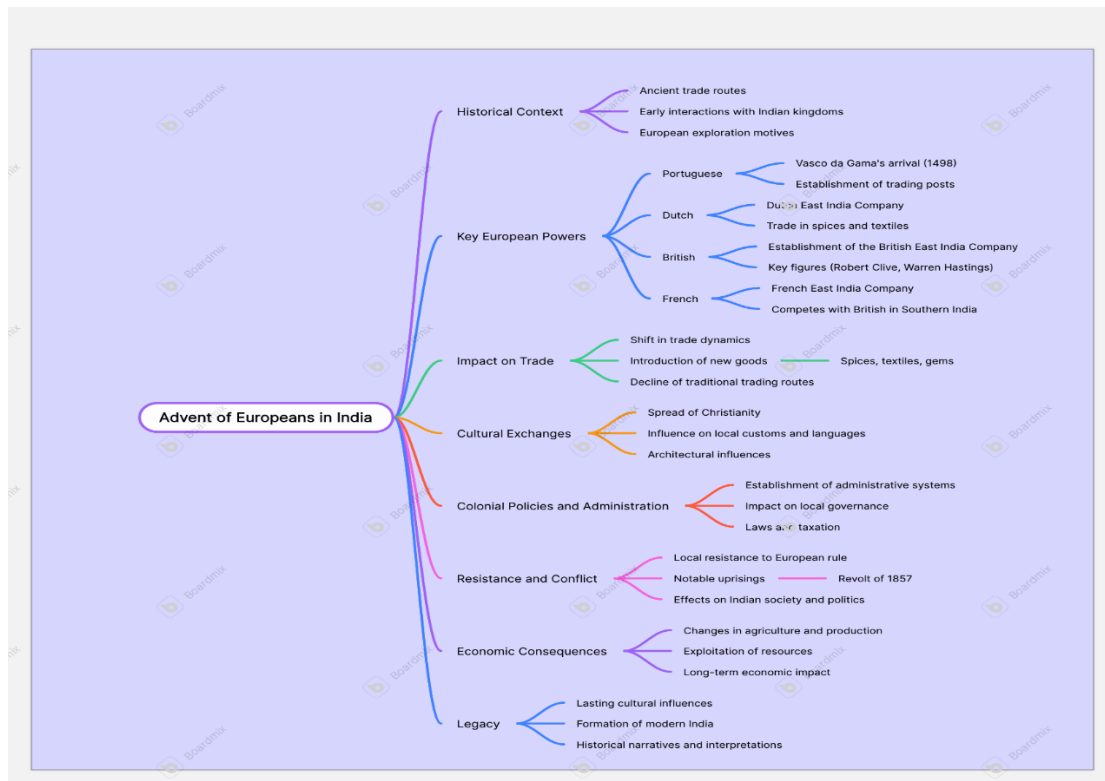 Advent of Europeans in India
Historical Context
Ancient trade routes
Early interactions with Indian kingdoms
European exploration motives
Key European Powers
Portuguese
Vasco da Gama's arrival (1498)
Establishment of trading posts
Dutch
Dutch East India Company
Trade in spices and textiles
British
Establishment of the British East India Company
Key figures (Robert Clive, Warren Hastings)
French
French East India Company
Competes with British in Southern India
Impact on Trade
Shift in trade dynamics
Introduction of new goods
Spices, textiles, gems
Decline of traditional trading routes
Cultural Exchanges
Spread of Christianity
Influence on local customs and languages
Architectural influences
Colonial Policies and Administration
Establishment of administrative systems
Impact on local governance
Laws and taxation
Resistance and Conflict
Local resistance to European rule
Notable uprisings
Revolt of 1857
Effects on Indian society and politics
Economic Consequences
Changes in agriculture and production
Exploitation of resources
Long-term economic impact
Legacy
Lasting cultural influences
Formation of modern India
Historical narratives and interpretations
Boardmix